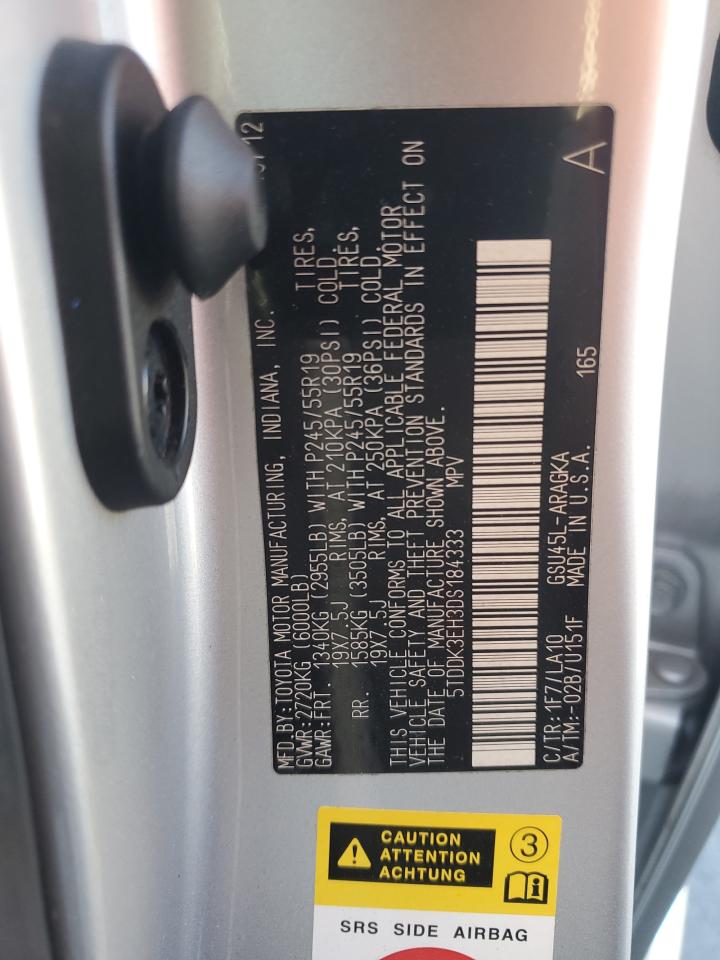 12
MFD.BY:TOYOTA MOTOR MANUFACTURING, INDIANA, INC.
GVWR:2720KG (6000LB)
GAWR:FRT. 1340KG (2955LB) WITH P245/55R19 TIRES,
19X7.5J RIMS, AT 210KPA (30PSI) COLD,
RR. 1585KG (3505LB) WITH P245/55R19 TIRES,
19X7.5J RIMS, AT 250KPA (36PSI) COLD,
THIS VEHICLE CONFORMS TO ALL APPLICABLE FEDERAL MOTOR
VEHICLE SAFETY AND THEFT PREVENTION STANDARDS IN EFFECT ON
THE DATE OF MANUFACTURE SHOWN ABOVE.
5TDDK3EH3DS184333 MPV
C/TR:1F7/LA10 GSU45L-ARAGKA 165 A
A/TM:-02B/U151F MADE IN U.S.A.
CAUTION
ATTENTION
ACHTUNG
3
i
SRS SIDE AIRBAG